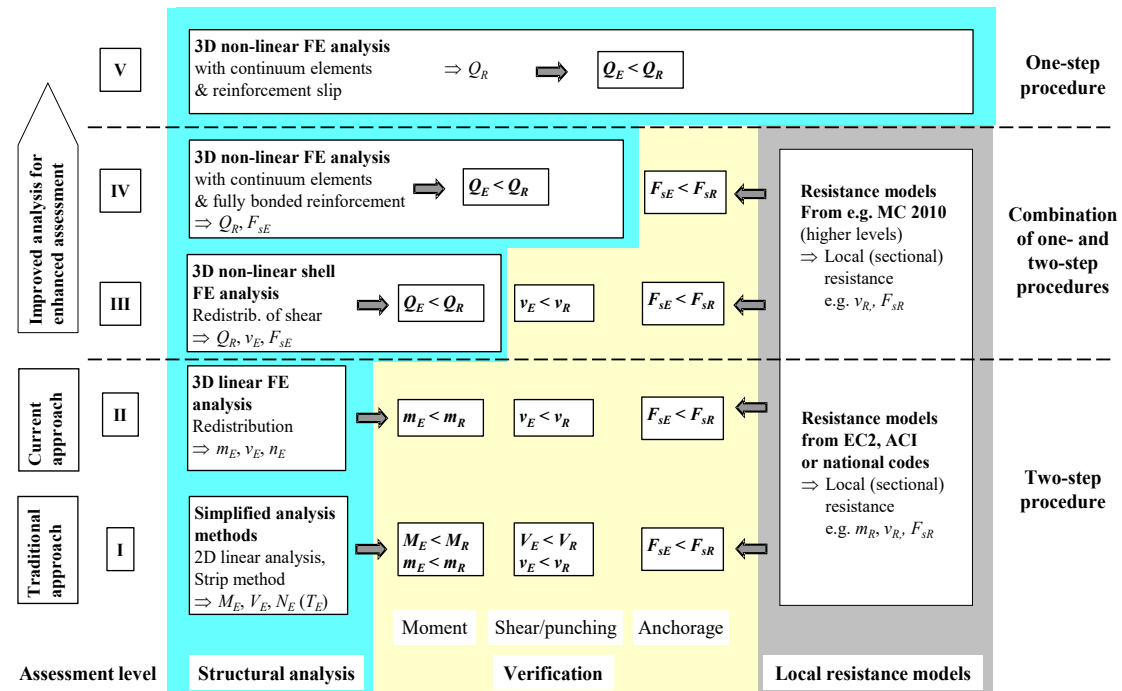 V
3D non-linear FE analysis
with continuum elements
& reinforcement slip
⇒ Q_R
Q_E < Q_R
One-step
procedure
Improved analysis for
enhanced assessment
IV
3D non-linear FE analysis
with continuum elements
& fully bonded reinforcement
⇒ Q_R, F_sE
Q_E < Q_R
F_sE < F_sR
Resistance models
From e.g. MC 2010
(higher levels)
⇒ Local (sectional)
resistance
e.g. v_R,, F_sR
Combination
of one- and
two-step
procedures
III
3D non-linear shell
FE analysis
Redistrib. of shear
⇒ Q_R, v_E, F_sE
Q_E < Q_R
v_E < v_R
F_sE < F_sR
Current
approach
II
3D linear FE
analysis
Redistribution
⇒ m_E, v_E, n_E
m_E < m_R
v_E < v_R
F_sE < F_sR
Resistance models
from EC2, ACI
or national codes
⇒ Local (sectional)
resistance
e.g. m_R, v_R,, F_sR
Two-step
procedure
Traditional
approach
I
Simplified analysis
methods
2D linear analysis,
Strip method
⇒ M_E, V_E, N_E (T_E)
M_E < M_R
m_E < m_R
V_E < V_R
v_E < v_R
F_sE < F_sR
Moment
Shear/punching
Anchorage
Assessment level
Structural analysis
Verification
Local resistance models